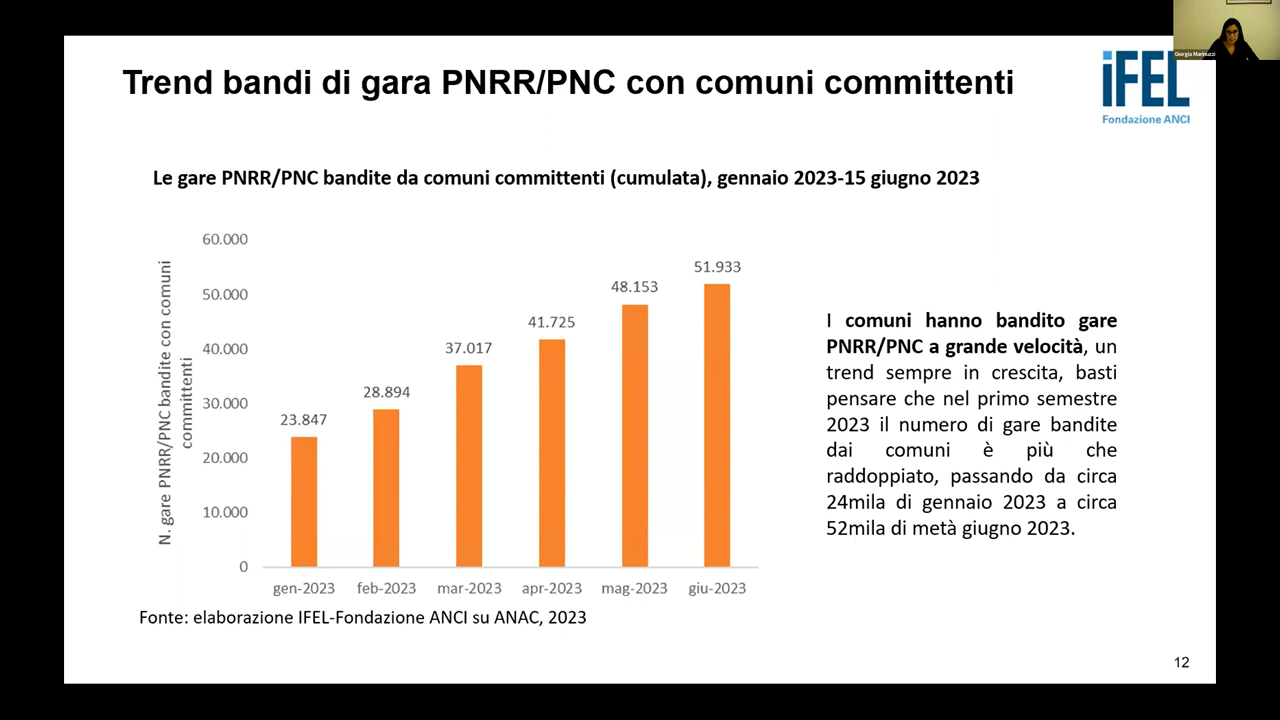 Giorgia Marinuzzi
Trend bandi di gara PNRR/PNC con comuni committenti
iFEL
Fondazione ANCI
Le gare PNRR/PNC bandite da comuni committenti (cumulata), gennaio 2023-15 giugno 2023
N. gare PNRR/PNC bandite con comuni
committenti
60.000
50.000
40.000
30.000
20.000
10.000
0
23.847
28.894
37.017
41.725
48.153
51.933
gen-2023
feb-2023
mar-2023
apr-2023
mag-2023
giu-2023
I comuni hanno bandito gare
PNRR/PNC a grande velocità, un
trend sempre in crescita, basti
pensare che nel primo semestre
2023 il numero di gare bandite
dai comuni è più che
raddoppiato, passando da circa
24mila di gennaio 2023 a circa
52mila di metà giugno 2023.
Fonte: elaborazione IFEL-Fondazione ANCI su ANAC, 2023
12